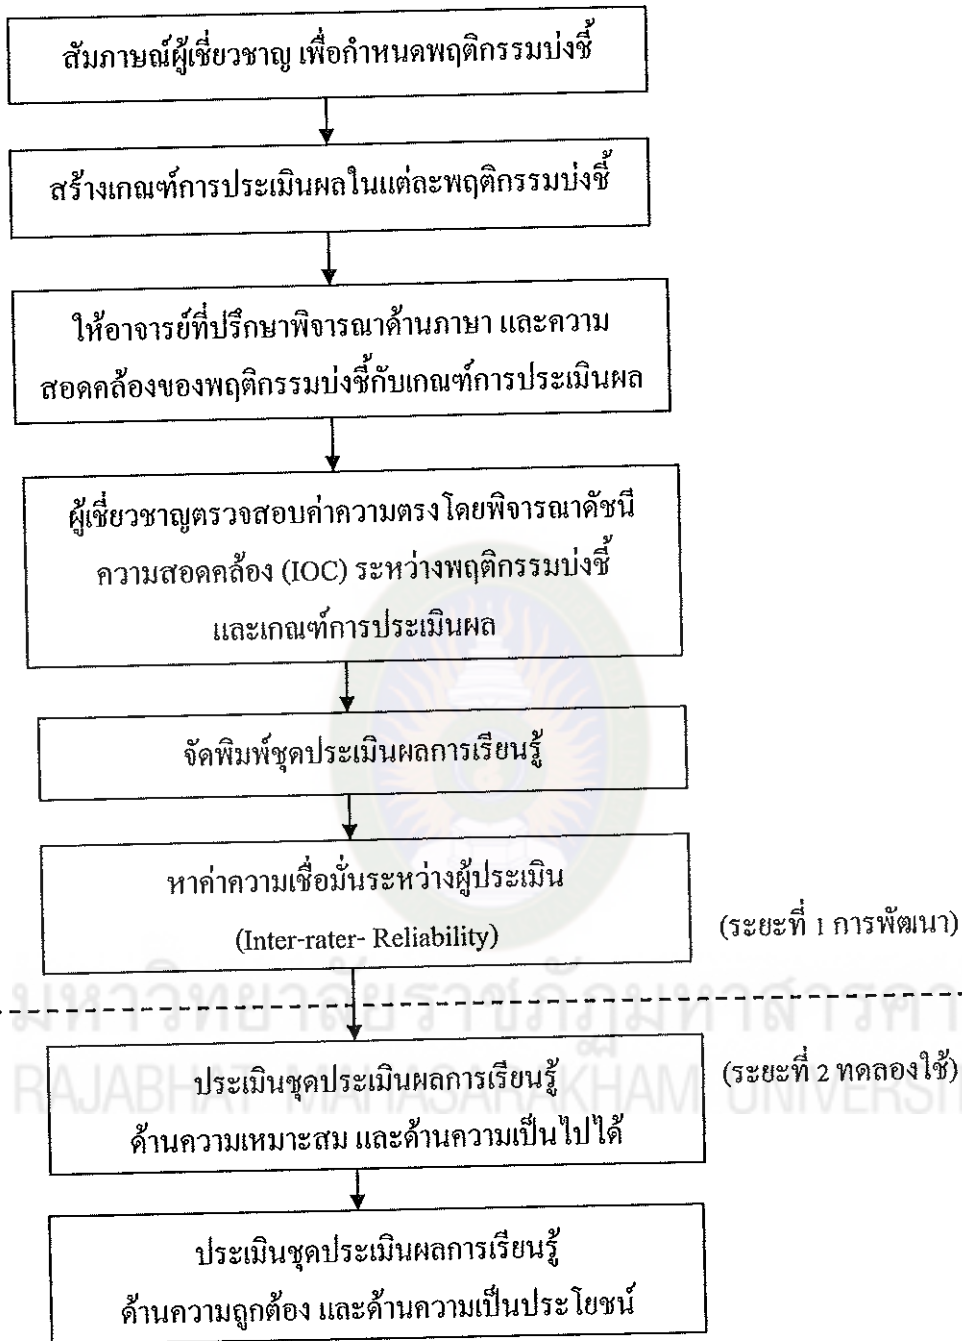 สัมภาษณ์ผู้เชี่ยวชาญ เพื่อกำหนดพฤติกรรมบ่งชี้
สร้างเกณฑ์การประเมินผลในแต่ละพฤติกรรมบ่งชี้
ให้อาจารย์ที่ปรึกษาพิจารณาด้านภาษา และความ
สอดคล้องของพฤติกรรมบ่งชี้กับเกณฑ์การประเมินผล
ผู้เชี่ยวชาญตรวจสอบค่าความตรงโดยพิจารณาดัชนี
ความสอดคล้อง (IOC) ระหว่างพฤติกรรมบ่งชี้
และเกณฑ์การประเมินผล
จัดพิมพ์ชุดประเมินผลการเรียนรู้
หาค่าความเชื่อมั่นระหว่างผู้ประเมิน
(Inter-rater- Reliability)
(ระยะที่ 1 การพัฒนา)
มหาวิทยาลัยราชภัฏมหาสารคา
RAJABHAT MAHASARAKHAM UNIVERSI
ประเมินชุดประเมินผลการเรียนรู้
ด้านความเหมาะสม และด้านความเป็นไปได้
(ระยะที่ 2 ทดลองใช้)
ประเมินชุดประเมินผลการเรียนรู้
ด้านความถูกต้อง และด้านความเป็นประโยชน์